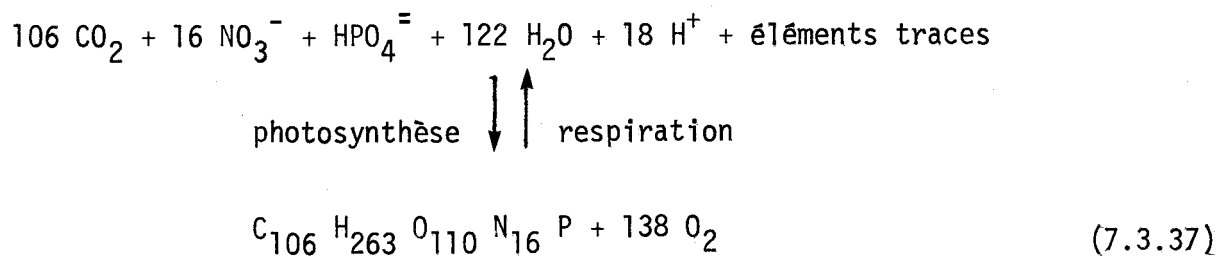 106 CO₂ + 16 NO₃⁻ + HPO₄⁼ + 122 H₂O + 18 H⁺ + éléments traces
photosynthèse ↓ ↑ respiration
C₁₀₆ H₂₆₃ O₁₁₀ N₁₆ P + 138 O₂ (7.3.37)